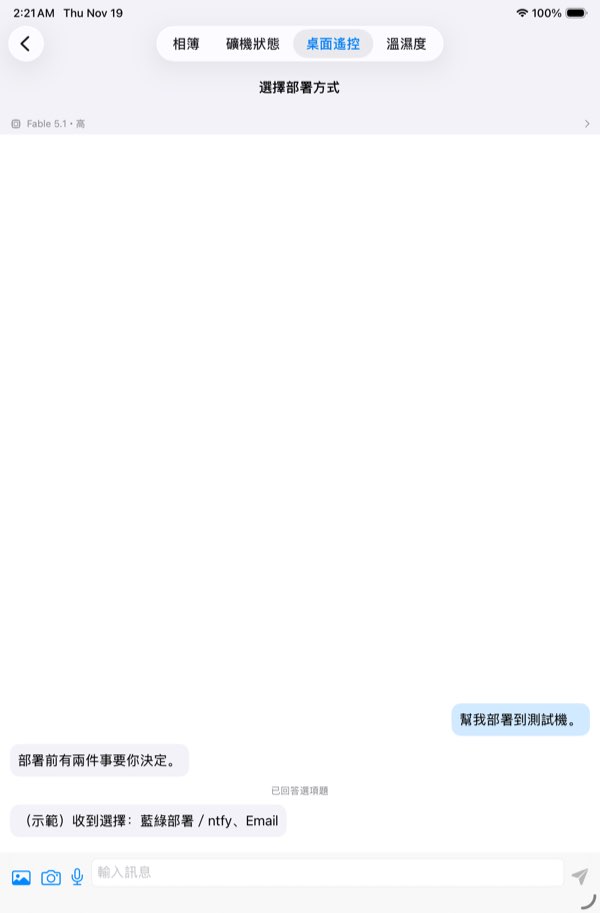 2:21 AM Thu Nov 19
100%
相簿 礦機狀態 桌面遙控 溫濕度
選擇部署方式
Fable 5.1・高
幫我部署到測試機。
部署前有兩件事要你決定。
已回答選項題
（示範）收到選擇：藍綠部署 / ntfy、Email
輸入訊息